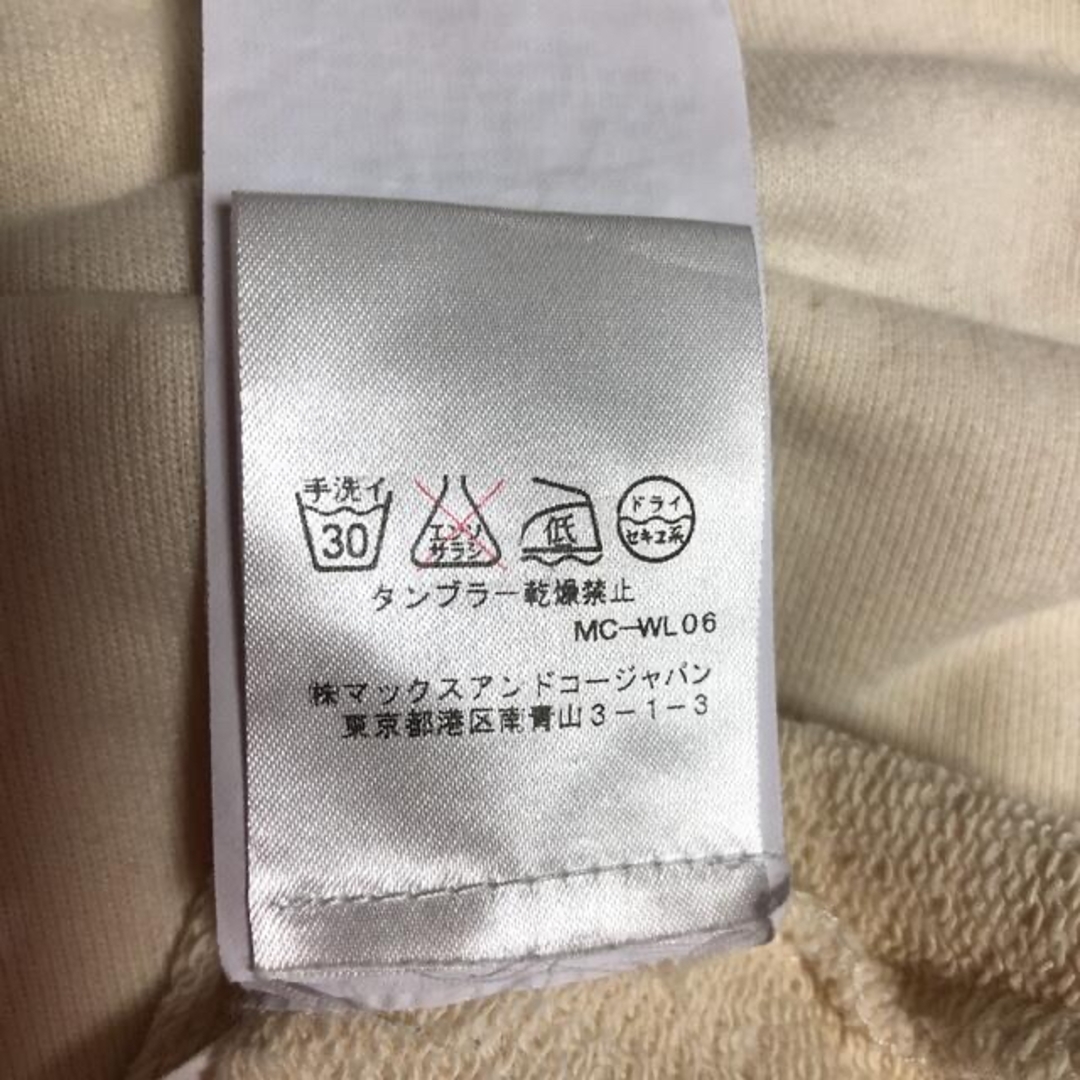 手洗イ
30
エンソ
サラシ
低
ドライ
セキユ系
タンブラー乾燥禁止
MC-WL06
㈱マックスアンドコージャパン
東京都港区南青山3-1-3